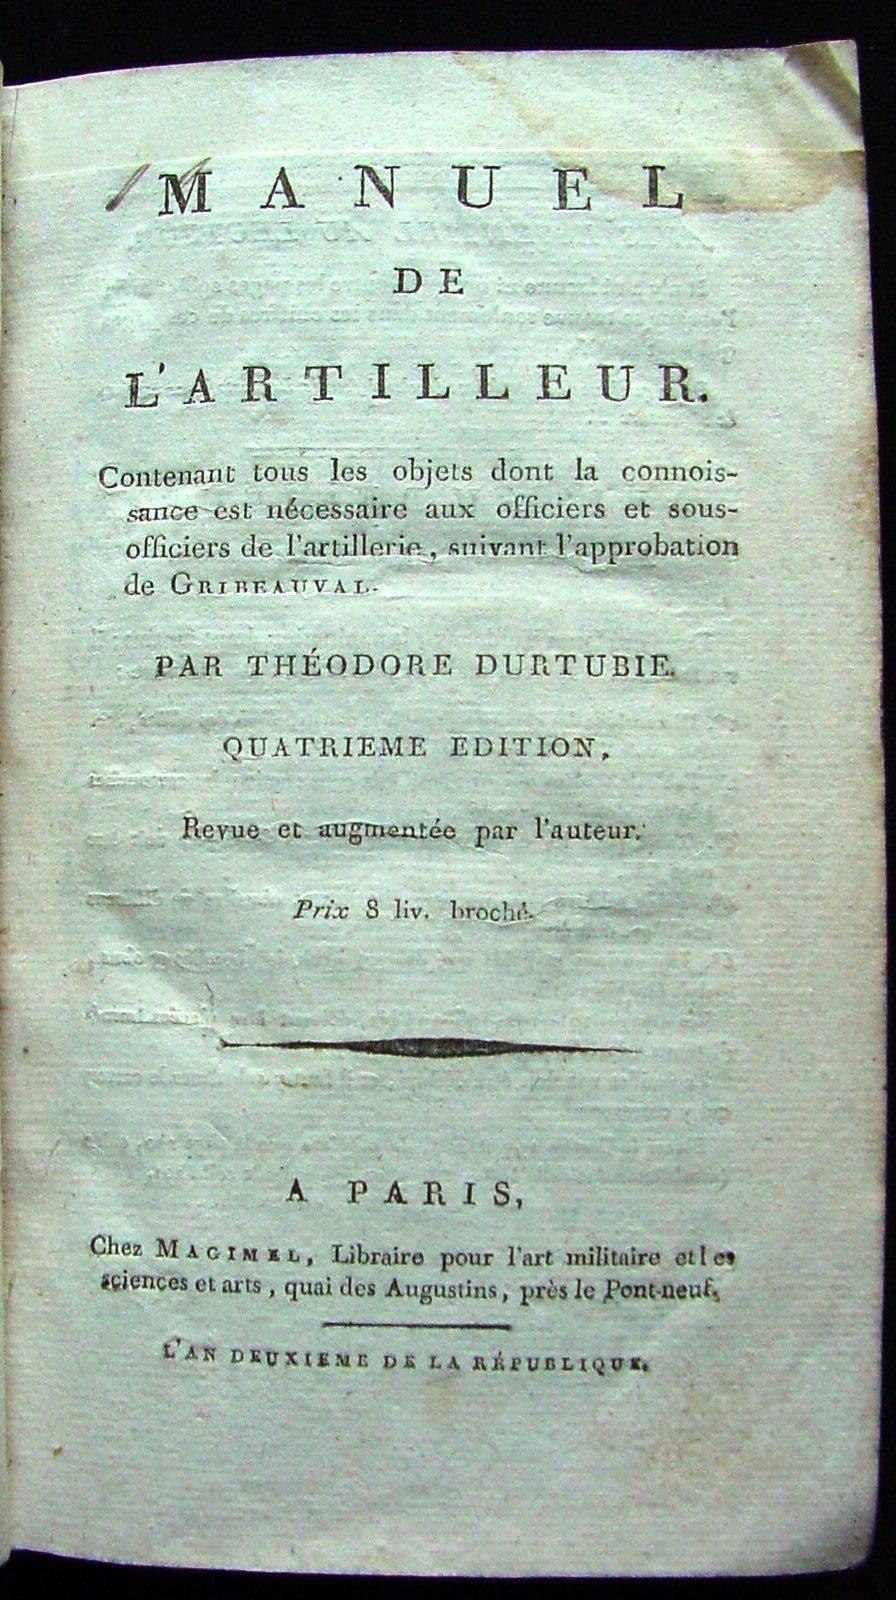 MANUEL
DE
L'ARTILLEUR.
Contenant tous les objets dont la connois-
sance est nécessaire aux officiers et sous-
officiers de l'artillerie, suivant l'approbation
de GRIBEAUVAL.
PAR THÉODORE DURTUBIE.
QUATRIEME EDITION,
Revue et augmentée par l'auteur.
Prix 8 liv. broché.
A PARIS,
Chez MAGIMEL, Libraire pour l'art militaire et les
sciences et arts, quai des Augustins, près le Pont-neuf.
L'AN DEUXIEME DE LA RÉPUBLIQUE.